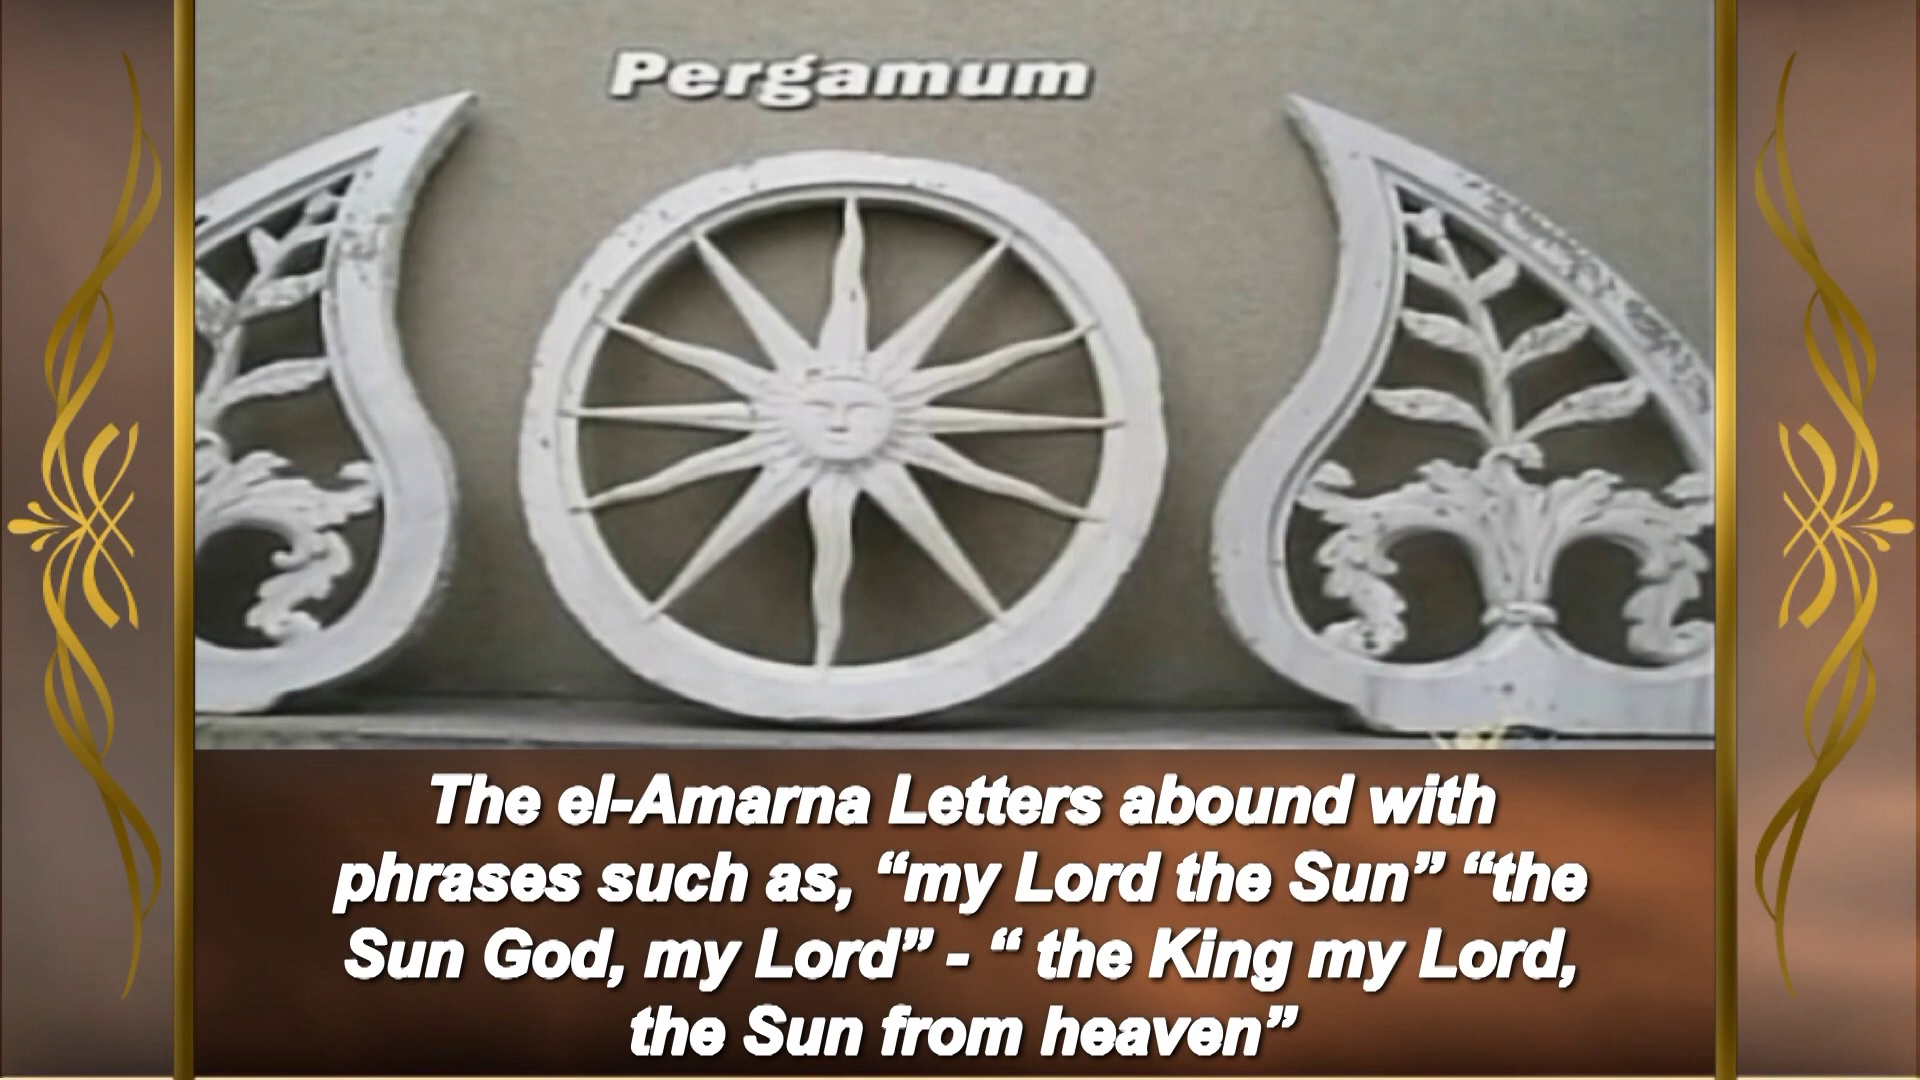 Pergamum
The el-Amarna Letters abound with
phrases such as, “my Lord the Sun” “the
Sun God, my Lord” - “ the King my Lord,
the Sun from heaven”